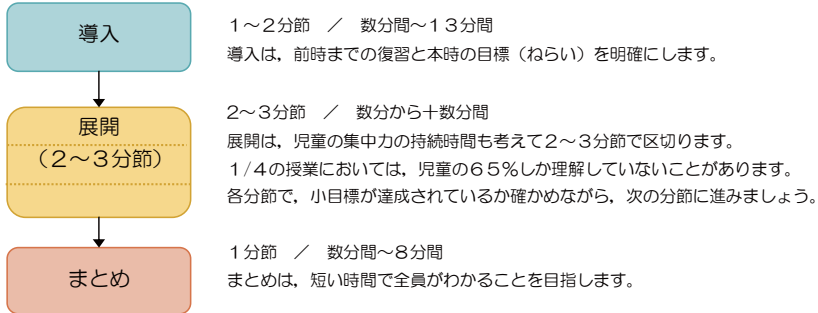 導入
１～２分節　／　数分間～１３分間
導入は，前時までの復習と本時の目標（ねらい）を明確にします。
展開
（２～３分節）
２～３分節　／　数分から十数分間
展開は，児童の集中力の持続時間も考えて２～３分節で区切ります。
１/４の授業においては，児童の６５％しか理解していないことがあります。
各分節で，小目標が達成されているか確かめながら，次の分節に進みましょう。
まとめ
１分節　／　数分間～８分間
まとめは，短い時間で全員がわかることを目指します。